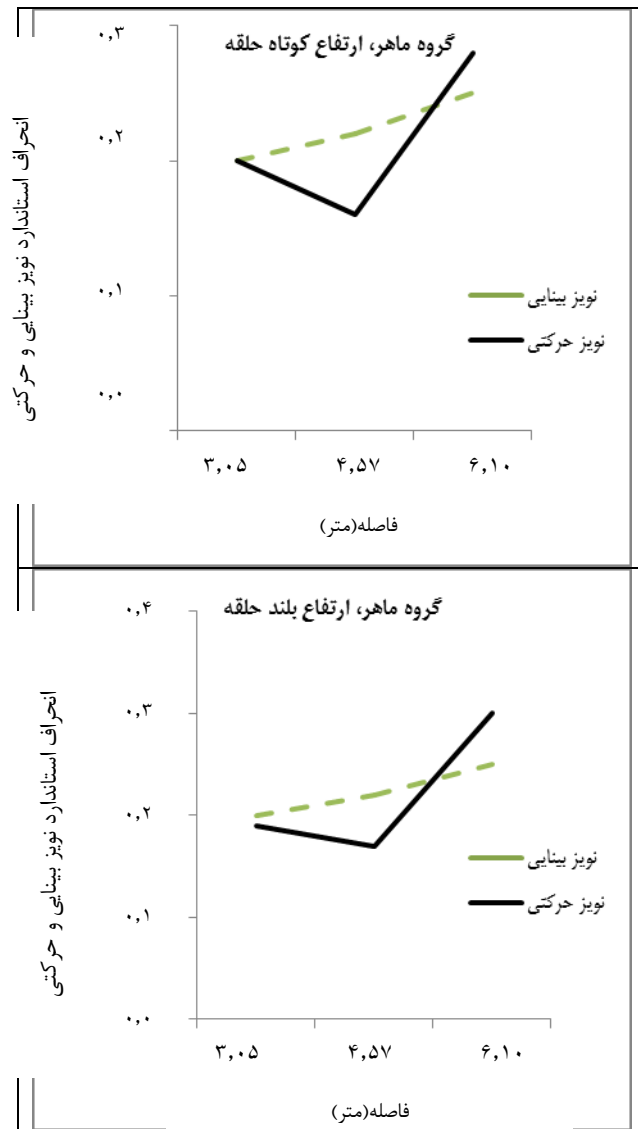 گروه ماهر، ارتفاع کوتاه حلقه
انحراف استاندارد نویز بینایی و حرکتی
۰,۳
۰,۲
۰,۱
۰,۰
نویز بینایی
نویز حرکتی
۳,۰۵ ۴,۵۷ ۶,۱۰
فاصله(متر)
گروه ماهر، ارتفاع بلند حلقه
انحراف استاندارد نویز بینایی و حرکتی
۰,۴
۰,۳
۰,۲
۰,۱
۰,۰
نویز بینایی
نویز حرکتی
۳,۰۵ ۴,۵۷ ۶,۱۰
فاصله(متر)